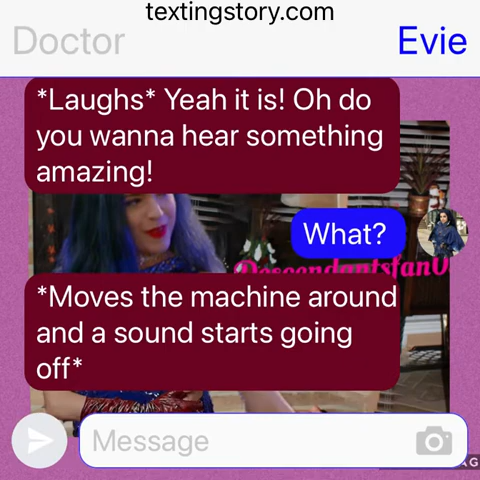 textingstory.com
Doctor
Evie
*Laughs* Yeah it is! Oh do
you wanna hear something
amazing!
What?
DescendantsfanU
*Moves the machine around
and a sound starts going
off*
Message